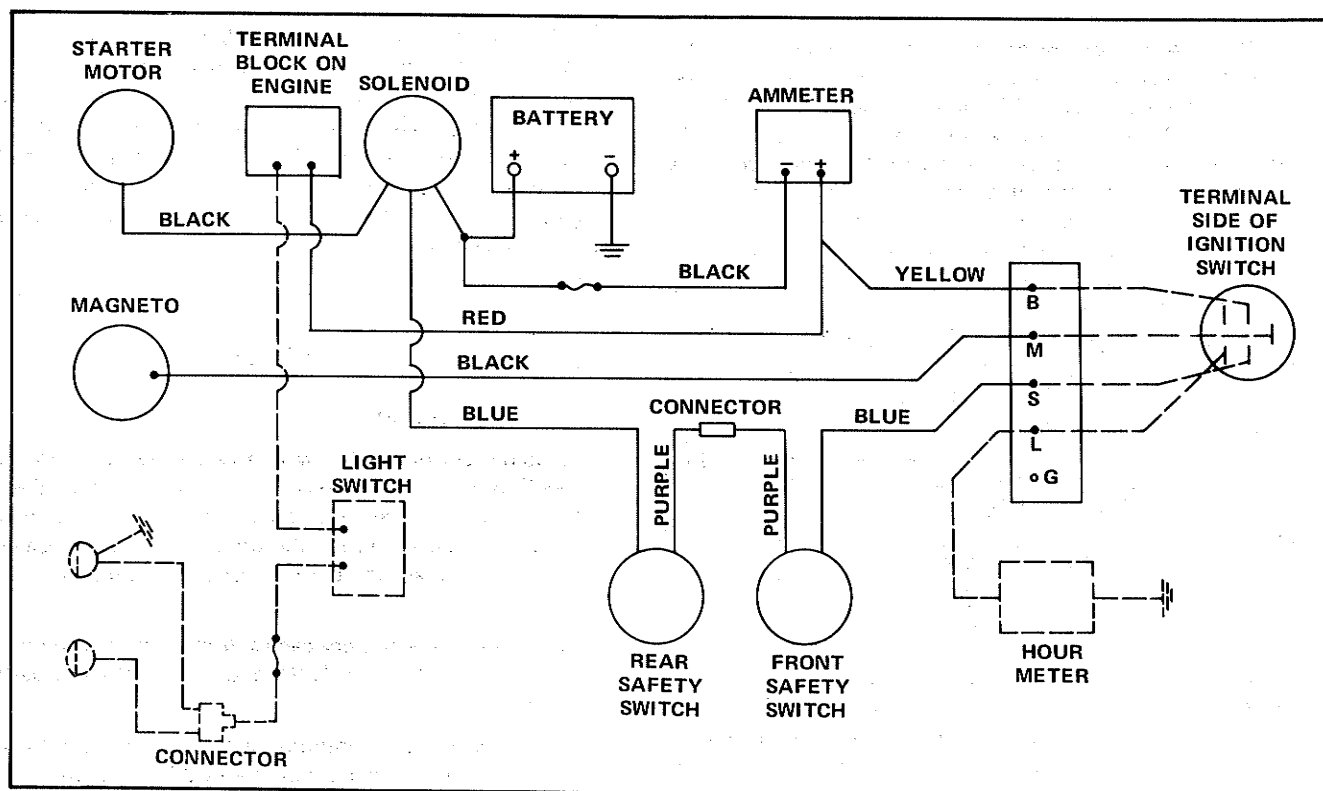 STARTER
MOTOR
TERMINAL
BLOCK ON
ENGINE
SOLENOID
BATTERY
+
−
AMMETER
−
+
TERMINAL
SIDE OF
IGNITION
SWITCH
BLACK
BLACK
YELLOW
B
MAGNETO
RED
M
BLACK
S
BLUE
CONNECTOR
BLUE
L
G
PURPLE
PURPLE
LIGHT
SWITCH
REAR
SAFETY
SWITCH
FRONT
SAFETY
SWITCH
HOUR
METER
CONNECTOR